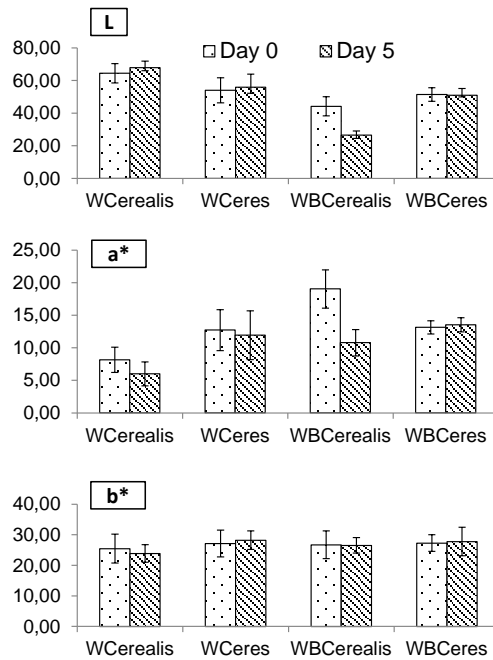 L
Day 0 Day 5
80,00
60,00
40,00
20,00
0,00
WCerealis WCeres WBCerealis WBCeres
a*
25,00
20,00
15,00
10,00
5,00
0,00
WCerealis WCeres WBCerealis WBCeres
b*
40,00
30,00
20,00
10,00
0,00
WCerealis WCeres WBCerealis WBCeres